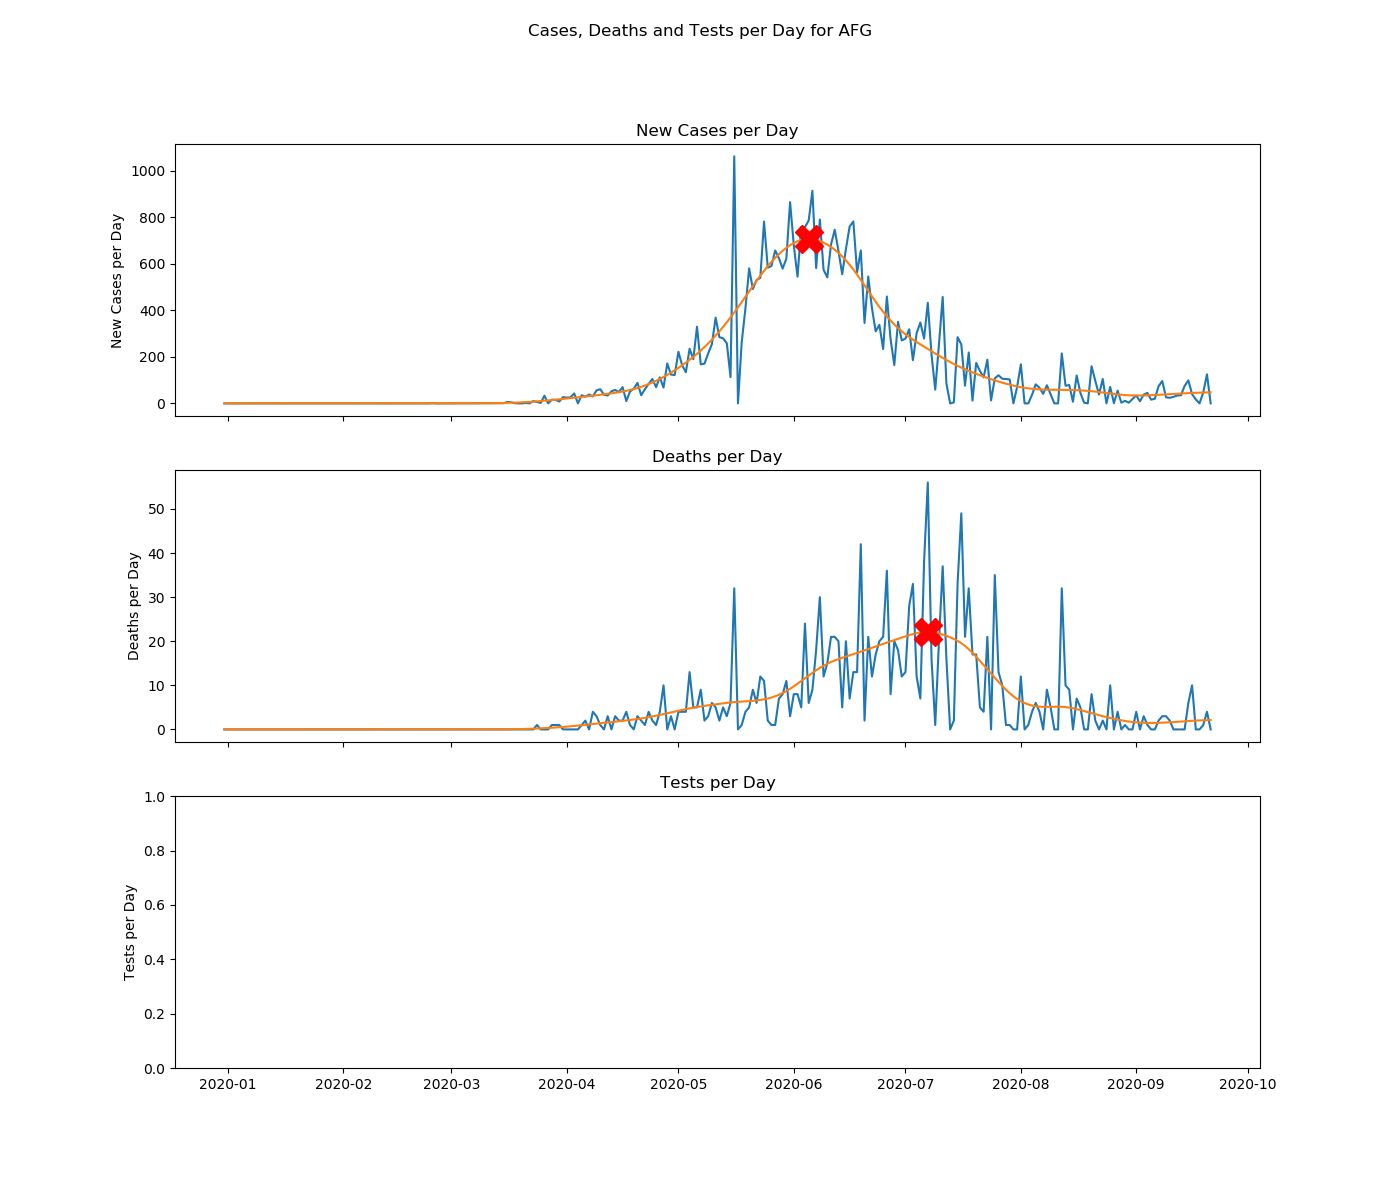 Cases, Deaths and Tests per Day for AFG
New Cases per Day
New Cases per Day
1000
800
600
400
200
0
Deaths per Day
Deaths per Day
50
40
30
20
10
0
Tests per Day
Tests per Day
1.0
0.8
0.6
0.4
0.2
0.0
2020-01 2020-02 2020-03 2020-04 2020-05 2020-06 2020-07 2020-08 2020-09 2020-10